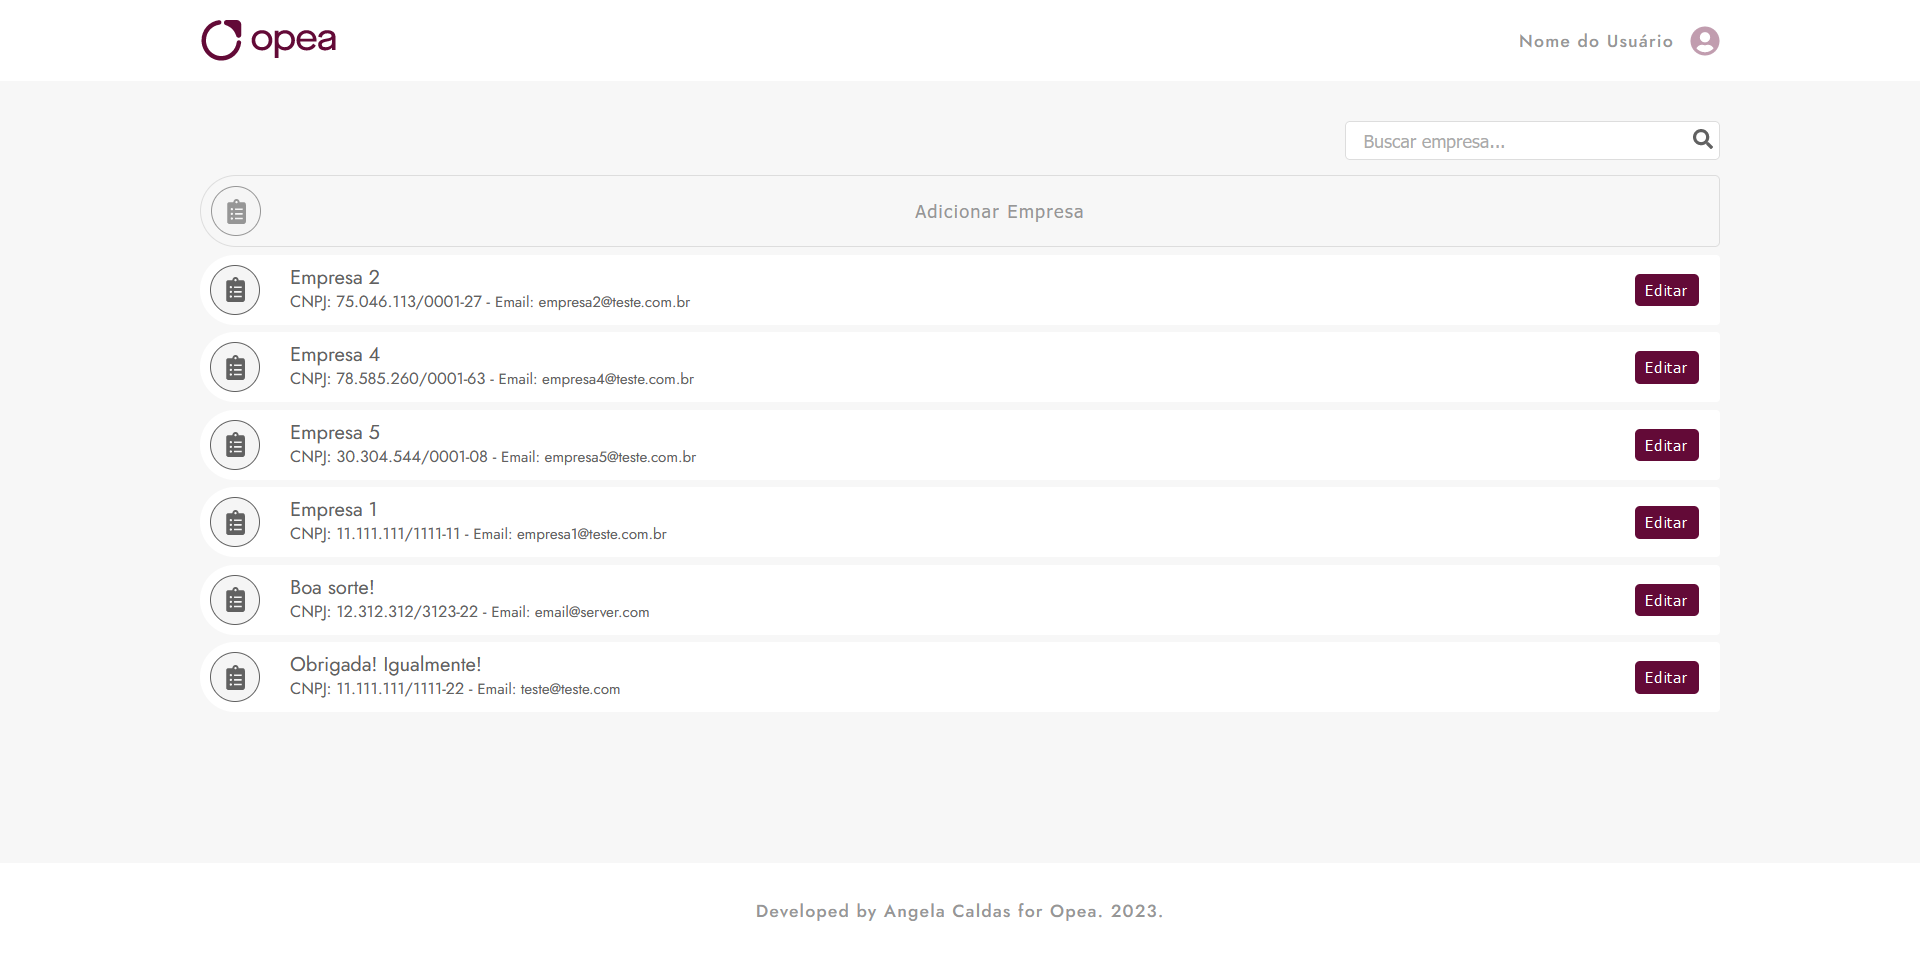 opea
Nome do Usuário
Buscar empresa...
Adicionar Empresa
Empresa 2
CNPJ: 75.046.113/0001-27 - Email: empresa2@teste.com.br
Editar
Empresa 4
CNPJ: 78.585.260/0001-63 - Email: empresa4@teste.com.br
Editar
Empresa 5
CNPJ: 30.304.544/0001-08 - Email: empresa5@teste.com.br
Editar
Empresa 1
CNPJ: 11.111.111/1111-11 - Email: empresa1@teste.com.br
Editar
Boa sorte!
CNPJ: 12.312.312/3123-22 - Email: email@server.com
Editar
Obrigada! Igualmente!
CNPJ: 11.111.111/1111-22 - Email: teste@teste.com
Editar
Developed by Angela Caldas for Opea. 2023.